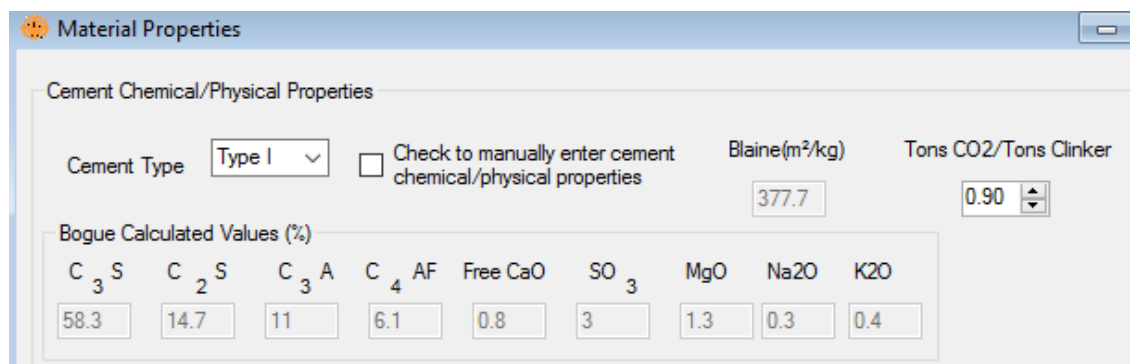 Material Properties
Cement Chemical/Physical Properties
Cement Type Type I Check to manually enter cement chemical/physical properties Blaine(m²/kg) Tons CO2/Tons Clinker
377.7 0.90
Bogue Calculated Values (%)
C 3 S C 2 S C 3 A C 4 AF Free CaO SO 3 MgO Na2O K2O
58.3 14.7 11 6.1 0.8 3 1.3 0.3 0.4